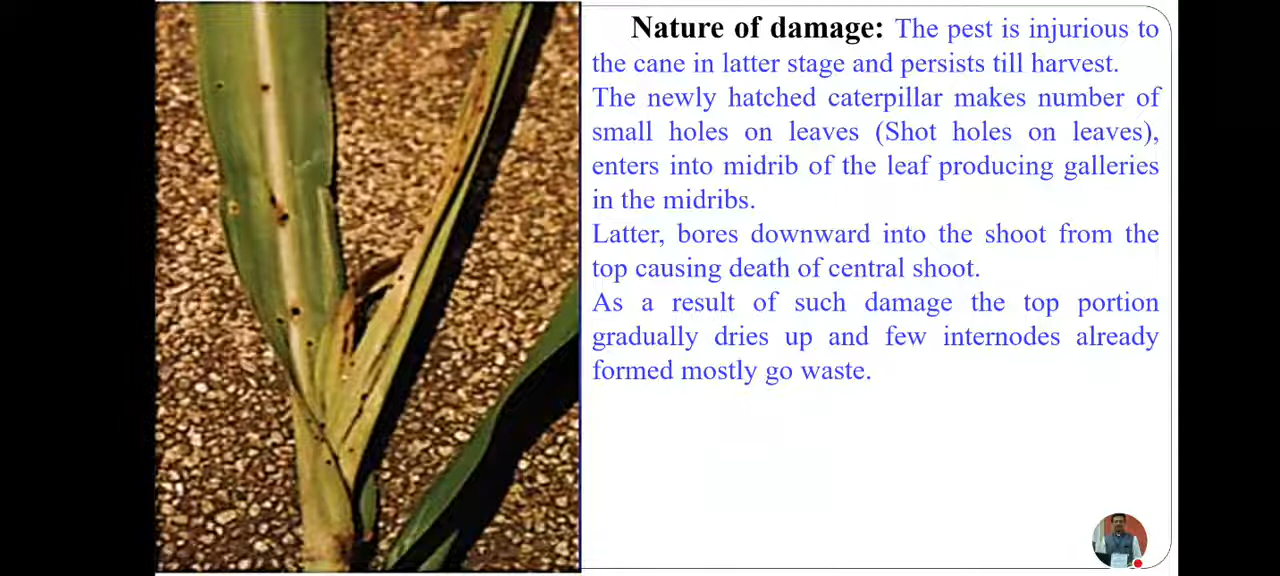 Nature of damage: The pest is injurious to
the cane in latter stage and persists till harvest.
The newly hatched caterpillar makes number of
small holes on leaves (Shot holes on leaves),
enters into midrib of the leaf producing galleries
in the midribs.
Latter, bores downward into the shoot from the
top causing death of central shoot.
As a result of such damage the top portion
gradually dries up and few internodes already
formed mostly go waste.